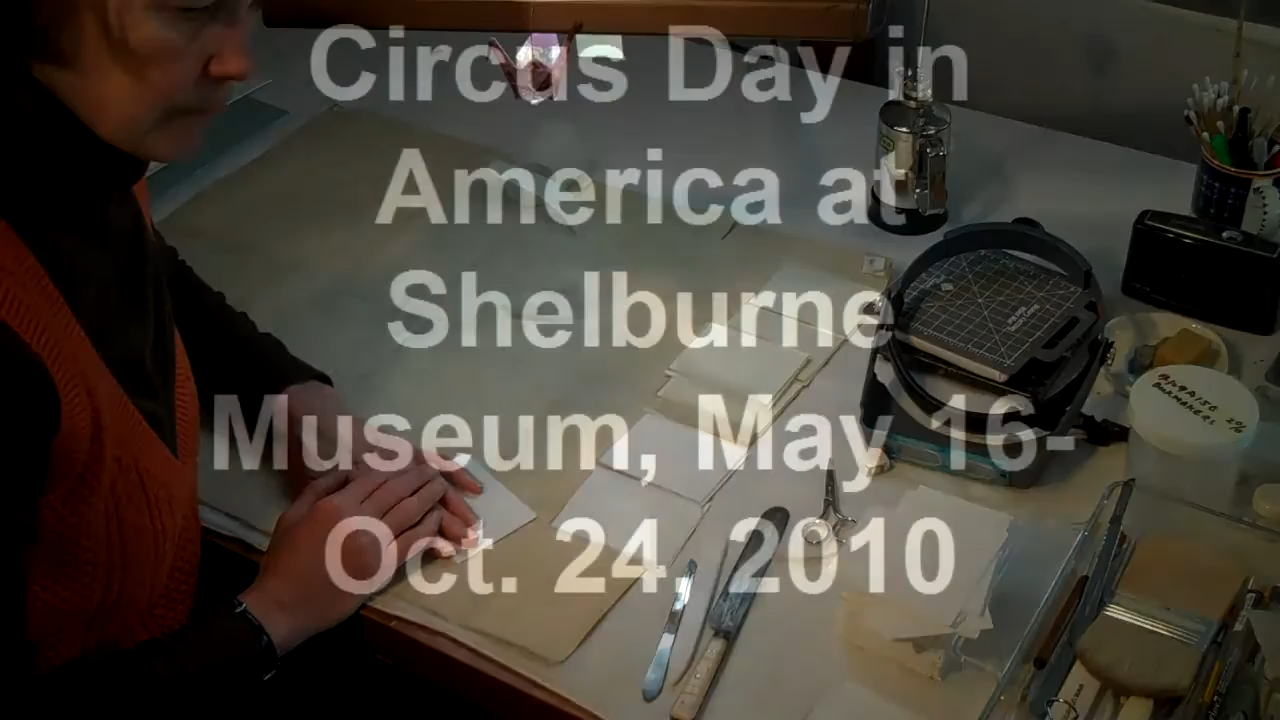 Circus Day in
America at
Shelburne
Museum, May 16-
Oct. 24, 2010